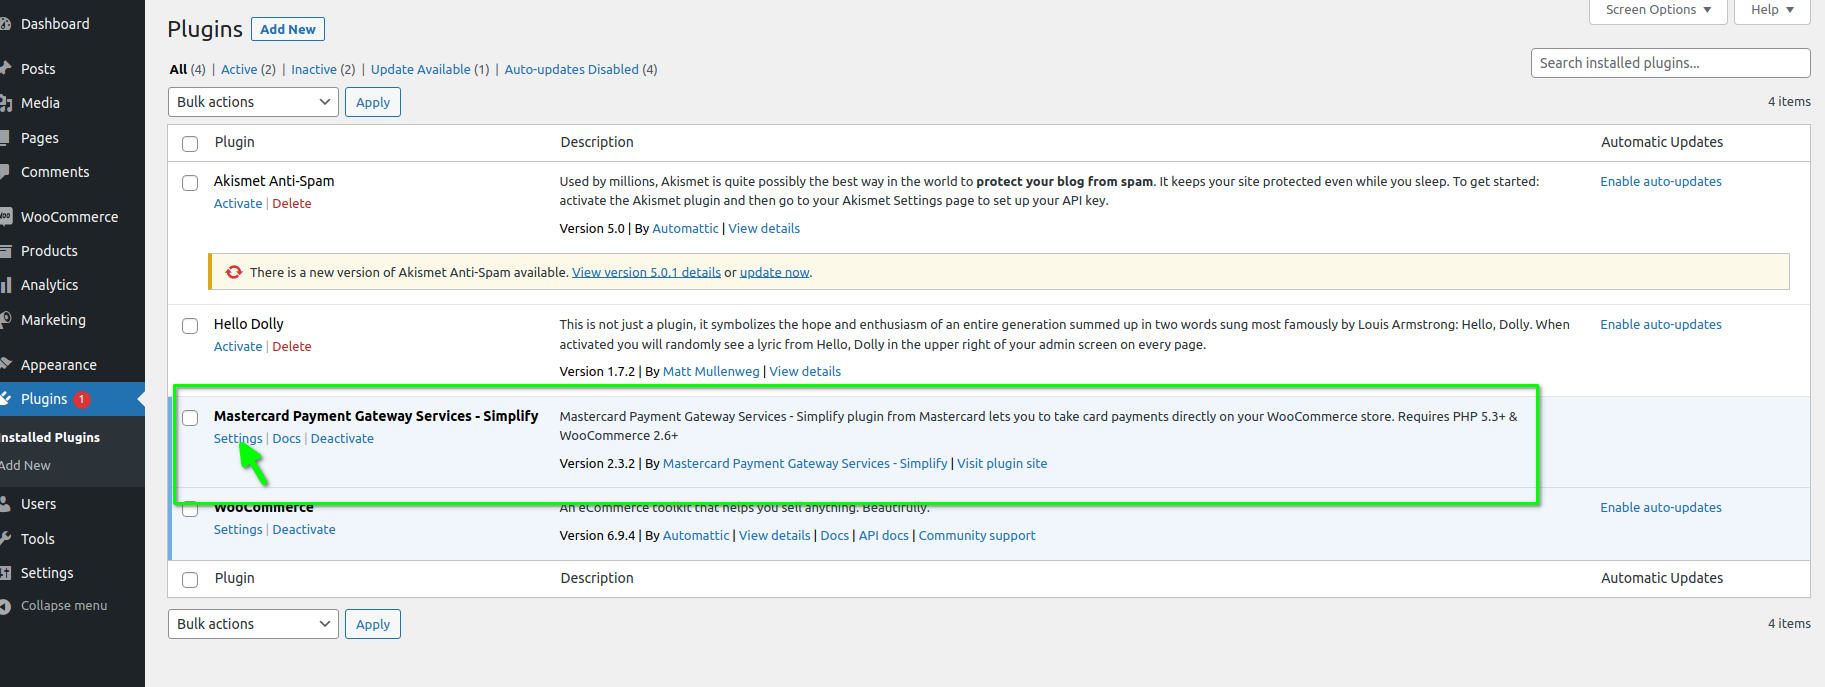 Dashboard
Posts
Media
Pages
Comments
WooCommerce
Products
Analytics
Marketing
Appearance
Plugins 1
Installed Plugins
Add New
Users
Tools
Settings
Collapse menu
Screen Options
Help
Plugins Add New
All (4) | Active (2) | Inactive (2) | Update Available (1) | Auto-updates Disabled (4)
Search installed plugins...
Bulk actions Apply
4 items
Plugin Description Automatic Updates
Akismet Anti-Spam
Activate | Delete
Used by millions, Akismet is quite possibly the best way in the world to protect your blog from spam. It keeps your site protected even while you sleep. To get started:
activate the Akismet plugin and then go to your Akismet Settings page to set up your API key.
Version 5.0 | By Automattic | View details
Enable auto-updates
There is a new version of Akismet Anti-Spam available. View version 5.0.1 details or update now.
Hello Dolly
Activate | Delete
This is not just a plugin, it symbolizes the hope and enthusiasm of an entire generation summed up in two words sung most famously by Louis Armstrong: Hello, Dolly. When
activated you will randomly see a lyric from Hello, Dolly in the upper right of your admin screen on every page.
Version 1.7.2 | By Matt Mullenweg | View details
Enable auto-updates
Mastercard Payment Gateway Services - Simplify
Settings | Docs | Deactivate
Mastercard Payment Gateway Services - Simplify plugin from Mastercard lets you to take card payments directly on your WooCommerce store. Requires PHP 5.3+ &
WooCommerce 2.6+
Version 2.3.2 | By Mastercard Payment Gateway Services - Simplify | Visit plugin site
WooCommerce
Settings | Deactivate
An eCommerce toolkit that helps you sell anything. Beautifully.
Version 6.9.4 | By Automattic | View details | Docs | API docs | Community support
Enable auto-updates
Plugin Description Automatic Updates
Bulk actions Apply
4 items